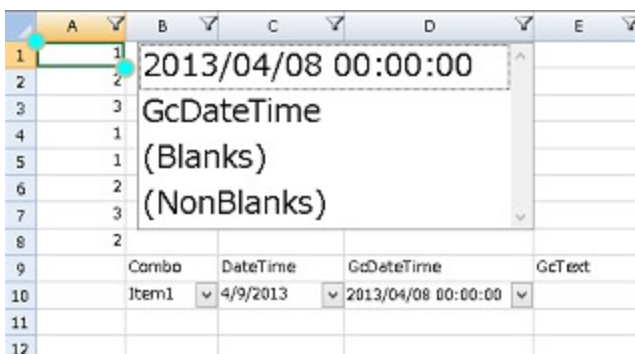 A B C D E
1 1 2013/04/08 00:00:00
2 2
3 3 GcDateTime
4 1
5 1 (Blanks)
6 2
7 3 (NonBlanks)
8 2
9 Combo DateTime GcDateTime GcText
10 Item1 4/9/2013 2013/04/08 00:00:00
11
12